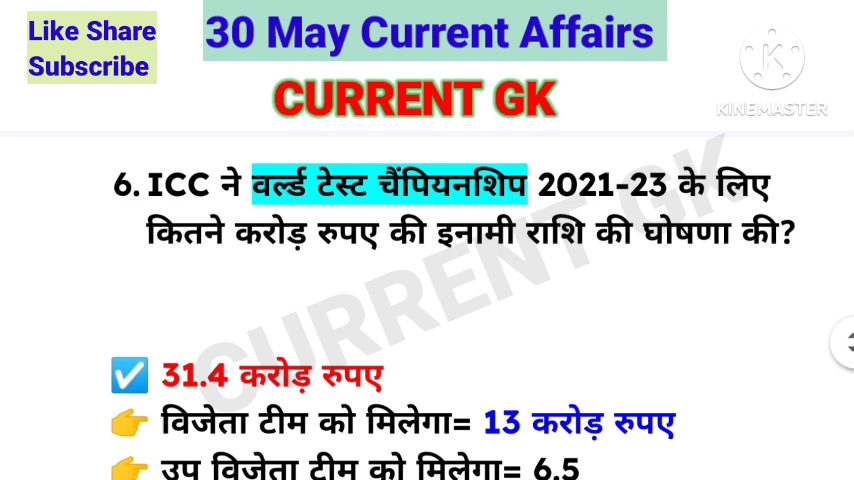 Like Share
Subscribe
30 May Current Affairs
CURRENT GK
KINEMASTER
6. ICC ने वर्ल्ड टेस्ट चैंपियनशिप 2021-23 के लिए
कितने करोड़ रुपए की इनामी राशि की घोषणा की?
CURRENT GK
✅ 31.4 करोड़ रुपए
👉 विजेता टीम को मिलेगा= 13 करोड़ रुपए
👉 उप विजेता टीम को मिलेगा= 6.5